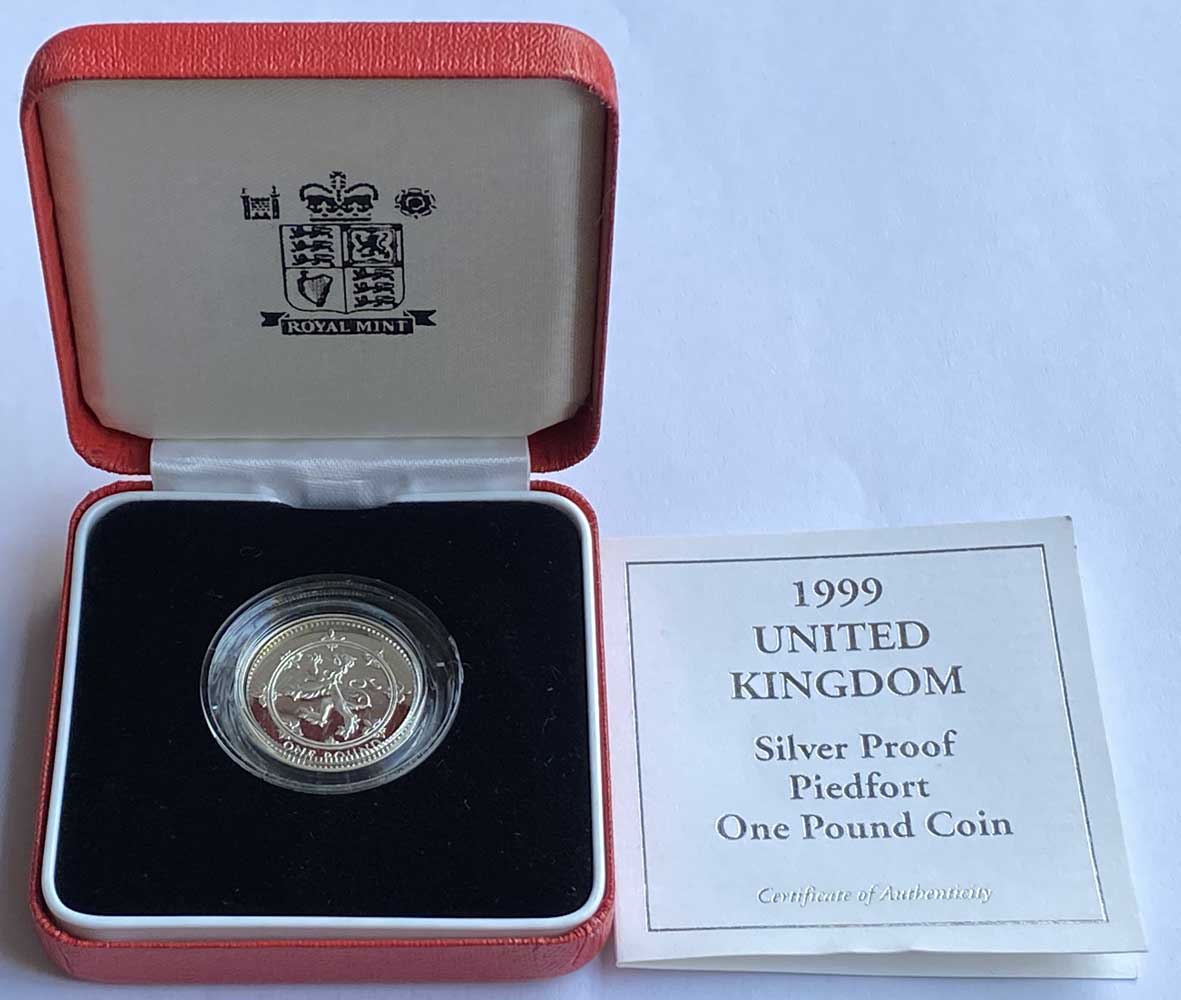 ROYAL MINT
ONE POUND
1999
UNITED
KINGDOM
Silver Proof
Piedfort
One Pound Coin
Certificate of Authenticity